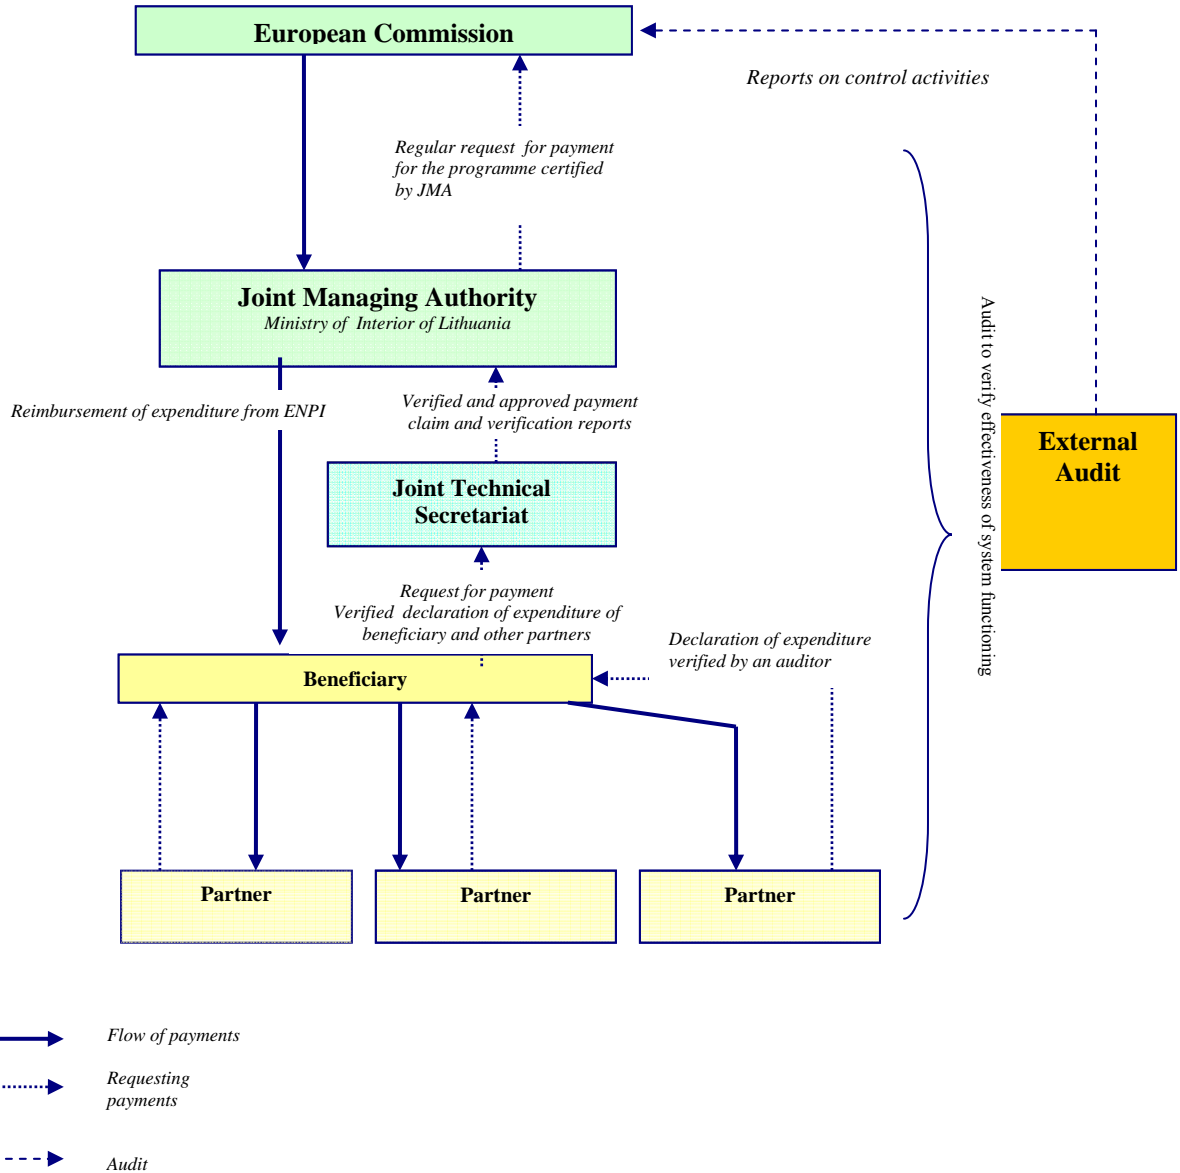 European Commission
Reports on control activities
Regular request for payment
for the programme certified
by JMA
Joint Managing Authority
Ministry of Interior of Lithuania
Reimbursement of expenditure from ENPI
Verified and approved payment
claim and verification reports
Audit to verify effectiveness of system functioning
External
Audit
Joint Technical
Secretariat
Request for payment
Verified declaration of expenditure of
beneficiary and other partners
Declaration of expenditure
verified by an auditor
Beneficiary
Partner
Partner
Partner
Flow of payments
Requesting
payments
Audit